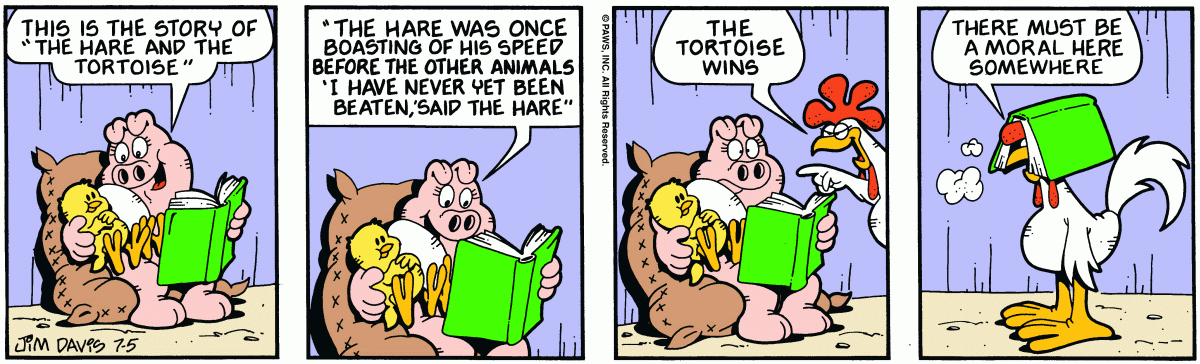 THIS IS THE STORY OF
"THE HARE AND THE
TORTOISE"
JIM DAVIS 7-5
"THE HARE WAS ONCE
BOASTING OF HIS SPEED
BEFORE THE OTHER ANIMALS
'I HAVE NEVER YET BEEN
BEATEN,' SAID THE HARE"
© PAWS, INC. All Rights Reserved.
THE
TORTOISE
WINS
THERE MUST BE
A MORAL HERE
SOMEWHERE